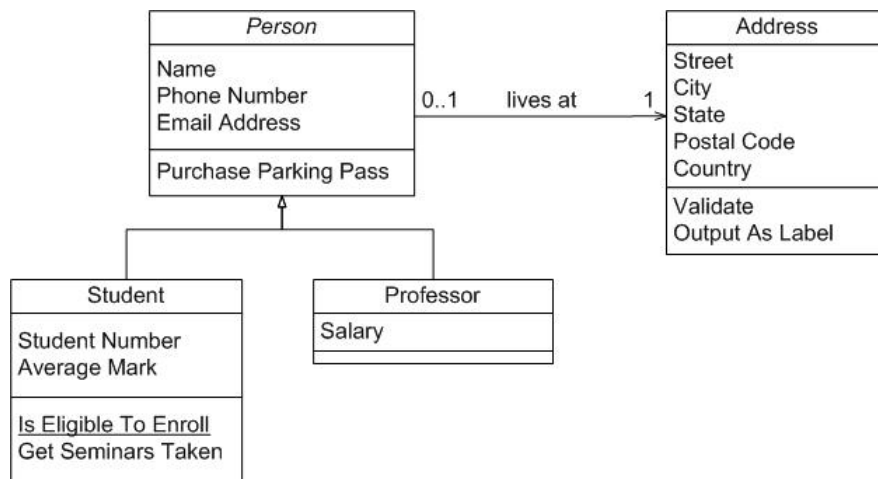 Person
Name
Phone Number
Email Address
Purchase Parking Pass
0..1 lives at 1
Address
Street
City
State
Postal Code
Country
Validate
Output As Label
Student
Student Number
Average Mark
Is Eligible To Enroll
Get Seminars Taken
Professor
Salary